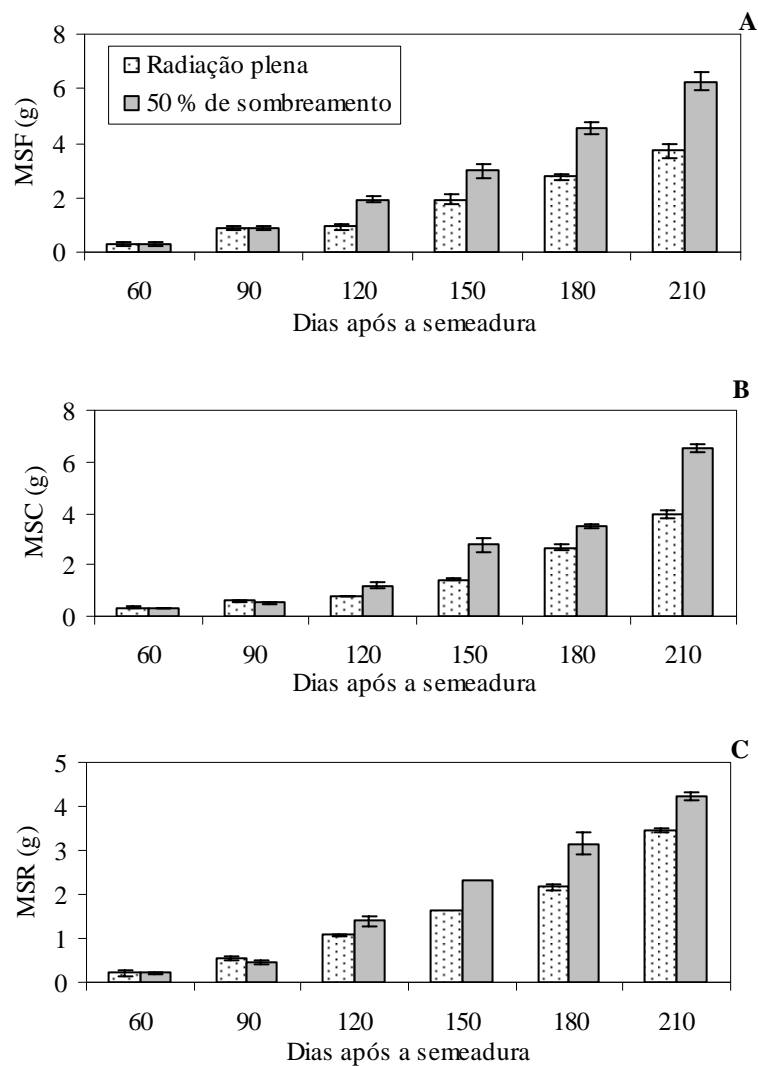 A
8
6
4
2
0
MSF (g)
Radiação plena
50 % de sombreamento
60 90 120 150 180 210
Dias após a semeadura
B
8
6
4
2
0
MSC (g)
60 90 120 150 180 210
Dias após a semeadura
C
5
4
3
2
1
0
MSR (g)
60 90 120 150 180 210
Dias após a semeadura